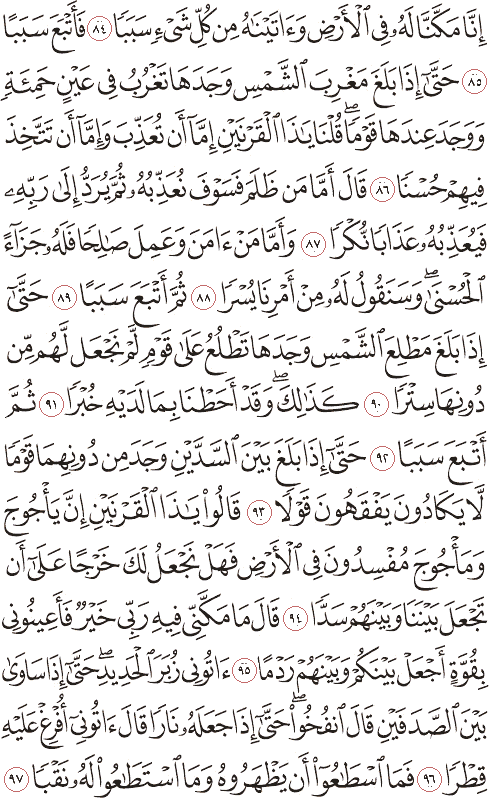 إِنَّا مَكَّنَّا لَهُۥ فِى ٱلْأَرْضِ وَءَاتَيْنَٰهُ مِن كُلِّ شَىْءٍ سَبَبًا ٨٤ فَأَتْبَعَ سَبَبًا
٨٥ حَتَّىٰٓ إِذَا بَلَغَ مَغْرِبَ ٱلشَّمْسِ وَجَدَهَا تَغْرُبُ فِى عَيْنٍ حَمِئَةٍ
وَوَجَدَ عِندَهَا قَوْمًا ۖ قُلْنَا يَٰذَا ٱلْقَرْنَيْنِ إِمَّآ أَن تُعَذِّبَ وَإِمَّآ أَن تَتَّخِذَ
فِيهِمْ حُسْنًا ٨٦ قَالَ أَمَّا مَن ظَلَمَ فَسَوْفَ نُعَذِّبُهُۥ ثُمَّ يُرَدُّ إِلَىٰ رَبِّهِۦ
فَيُعَذِّبُهُۥ عَذَابًا نُّكْرًا ٨٧ وَأَمَّا مَنْ ءَامَنَ وَعَمِلَ صَٰلِحًا فَلَهُۥ جَزَآءً
ٱلْحُسْنَىٰ ۖ وَسَنَقُولُ لَهُۥ مِنْ أَمْرِنَا يُسْرًا ٨٨ ثُمَّ أَتْبَعَ سَبَبًا ٨٩ حَتَّىٰٓ
إِذَا بَلَغَ مَطْلِعَ ٱلشَّمْسِ وَجَدَهَا تَطْلُعُ عَلَىٰ قَوْمٍ لَّمْ نَجْعَل لَّهُم مِّن
دُونِهَا سِتْرًا ٩٠ كَذَٰلِكَ ۖ وَقَدْ أَحَطْنَا بِمَا لَدَيْهِ خُبْرًا ٩١ ثُمَّ
أَتْبَعَ سَبَبًا ٩٢ حَتَّىٰٓ إِذَا بَلَغَ بَيْنَ ٱلسَّدَّيْنِ وَجَدَ مِن دُونِهِمَا قَوْمًا
لَّا يَكَادُونَ يَفْقَهُونَ قَوْلًا ٩٣ قَالُوا۟ يَٰذَا ٱلْقَرْنَيْنِ إِنَّ يَأْجُوجَ
وَمَأْجُوجَ مُفْسِدُونَ فِى ٱلْأَرْضِ فَهَلْ نَجْعَلُ لَكَ خَرْجًا عَلَىٰٓ أَن
تَجْعَلَ بَيْنَنَا وَبَيْنَهُمْ سَدًّا ٩٤ قَالَ مَا مَكَّنِّى فِيهِ رَبِّى خَيْرٌ فَأَعِينُونِى
بِقُوَّةٍ أَجْعَلْ بَيْنَكُمْ وَبَيْنَهُمْ رَدْمًا ٩٥ ءَاتُونِى زُبَرَ ٱلْحَدِيدِ ۖ حَتَّىٰٓ إِذَا سَاوَىٰ
بَيْنَ ٱلصَّدَفَيْنِ قَالَ ٱنفُخُوا۟ ۖ حَتَّىٰٓ إِذَا جَعَلَهُۥ نَارًا قَالَ ءَاتُونِىٓ أُفْرِغْ عَلَيْهِ
قِطْرًا ٩٦ فَمَا ٱسْطَٰعُوٓا۟ أَن يَظْهَرُوهُ وَمَا ٱسْتَطَٰعُوا۟ لَهُۥ نَقْبًا ٩٧